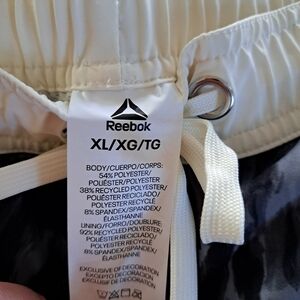 Reebok
XL/XG/TG
BODY/CUERPO/CORPS:
54% POLYESTER/
POLIÉSTER/POLYESTER
38% RECYCLED POLYESTER/
POLIÉSTER RECICLADO/
POLYESTER RECYCLÉ
8% SPANDEX/SPANDEX/
ÉLASTHANNE
LINING/FORRO/DOUBLURE:
92% RECYCLED POLYESTER/
POLIÉSTER RECICLADO/
POLYESTER RECYCLÉ
8% SPANDEX/SPANDEX/
ÉLASTHANNE
EXCLUSIVE OF DECORATION
EXCEPTO DECORACIÓN
EXCLUANT DÉCORATION